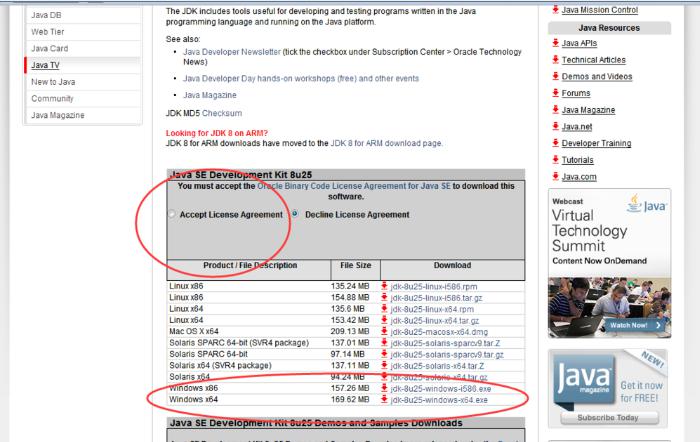 Java DB
Web Tier
Java Card
Java TV
New to Java
Community
Java Magazine
The JDK includes tools useful for developing and testing programs written in the Java
programming language and running on the Java platform.
See also:
Java Developer Newsletter (tick the checkbox under Subscription Center > Oracle Technology
News)
Java Developer Day hands-on workshops (free) and other events
Java Magazine
JDK MD5 Checksum
Looking for JDK 8 on ARM?
JDK 8 for ARM downloads have moved to the JDK 8 for ARM download page.
Java SE Development Kit 8u25
You must accept the Oracle Binary Code License Agreement for Java SE to download this
software.
Accept License Agreement Decline License Agreement
Product / File Description File Size Download
Linux x86 135.24 MB jdk-8u25-linux-i586.rpm
Linux x86 154.88 MB jdk-8u25-linux-i586.tar.gz
Linux x64 135.6 MB jdk-8u25-linux-x64.rpm
Linux x64 153.42 MB jdk-8u25-linux-x64.tar.gz
Mac OS X x64 209.13 MB jdk-8u25-macosx-x64.dmg
Solaris SPARC 64-bit (SVR4 package) 137.01 MB jdk-8u25-solaris-sparcv9.tar.Z
Solaris SPARC 64-bit 97.14 MB jdk-8u25-solaris-sparcv9.tar.gz
Solaris x64 (SVR4 package) 137.11 MB jdk-8u25-solaris-x64.tar.Z
Solaris x64 94.24 MB jdk-8u25-solaris-x64.tar.gz
Windows x86 157.26 MB jdk-8u25-windows-i586.exe
Windows x64 169.62 MB jdk-8u25-windows-x64.exe
Java SE Development Kit 8u25 Demos and Samples Downloads
Java Mission Control
Java Resources
Java APIs
Technical Articles
Demos and Videos
Forums
Java Magazine
Java.net
Developer Training
Tutorials
Java.com
Webcast
Java
Virtual
Technology
Summit
Content Now OnDemand
Watch Now!
NEW!
Java
magazine
Get it now
for FREE!
Subscribe Today